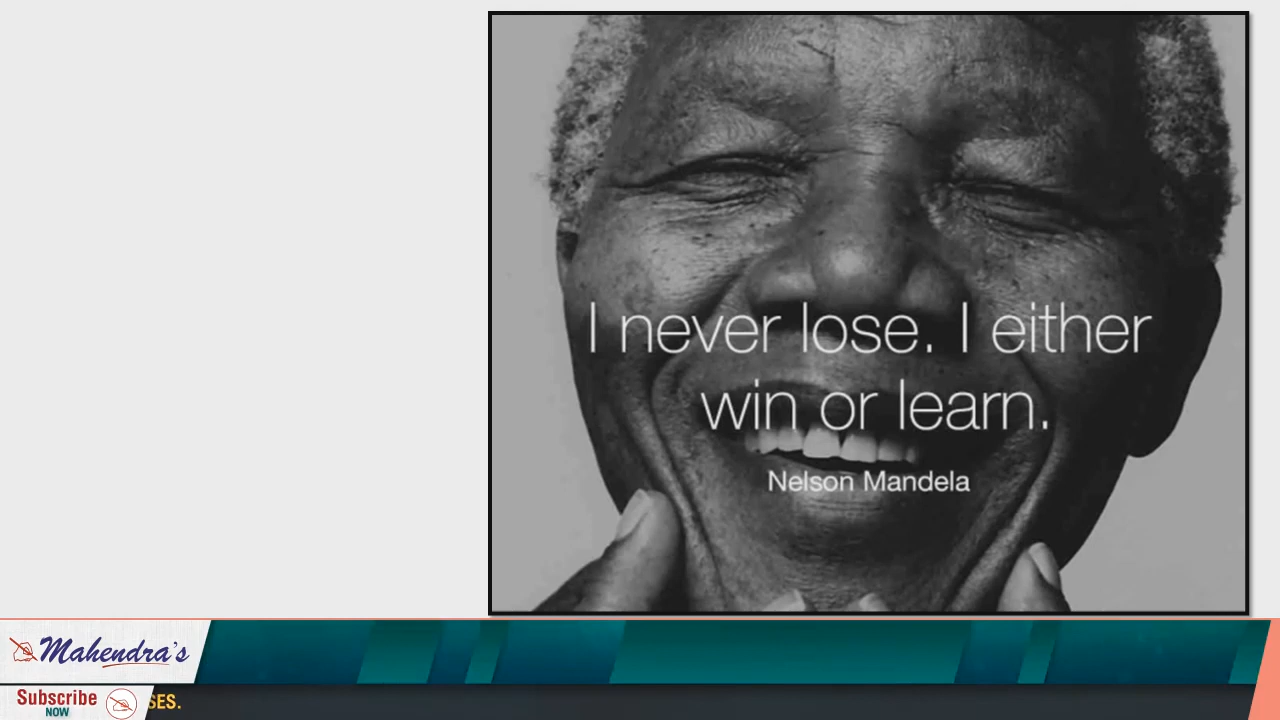 I never lose. I either
win or learn.
Nelson Mandela
Mahendra's
Subscribe
NOW
SES.